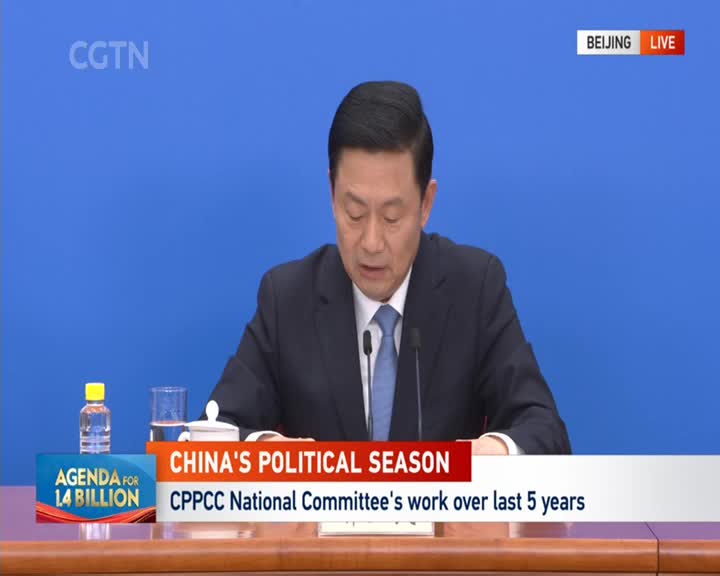 CGTN
BEIJING LIVE
CHINA'S POLITICAL SEASON
AGENDA FOR
1.4 BILLION
CPPCC National Committee's work over last 5 years